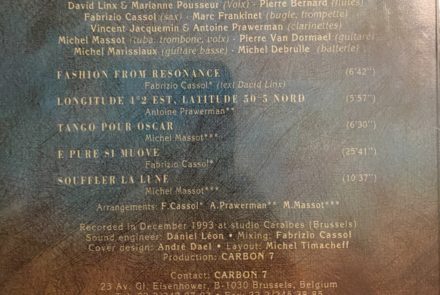 David Linx & Marianne Pousseur (voix) - Pierre Bernard (flûtes)
Fabrizio Cassol (sax) - Marc Frankinet (bugle, trompette)
Vincent Jacquemin & Antoine Prawerman (clarinettes)
Michel Massot (tuba, trombone, voix) - Pierre Van Dormael (guitare)
Michel Marissiaux (guitare basse) - Michel Debrulle (batterie)
FASHION FROM RESONANCE (6'42")
Fabrizio Cassol* (text David Linx)
LONGITUDE 4°2 EST, LATITUDE 50°5 NORD (5'57")
Antoine Prawerman**
TANGO POUR OSCAR (6'30")
Michel Massot***
E PURE SI MUOVE (25'41")
Fabrizio Cassol*
SOUFFLER LA LUNE (10'37")
Michel Massot***
Arrangements: F.Cassol* A.Prawerman** M.Massot***
Recorded in December 1993 at studio Caraïbes (Brussels)
Sound engineer: Daniel Léon • Mixing: Fabrizio Cassol
Cover design: André Dael • Layout: Michel Timacheff
Production: CARBON 7
Contact: CARBON 7
23 Av. Gl. Eisenhower, B-1030 Brussels, Belgium